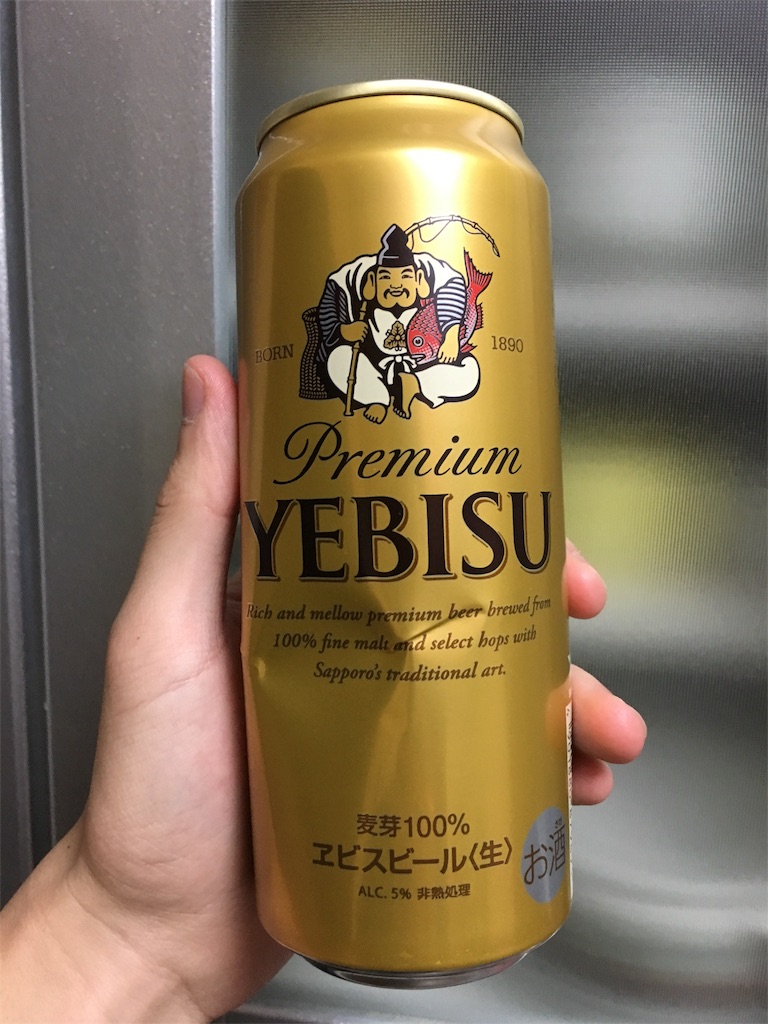 BORN 1890
Premium
YEBISU
Rich and mellow premium beer brewed from
100% fine malt and select hops with
Sapporo's traditional art.
麦芽100%
ヱビスビール〈生〉
ALC. 5% 非熱処理
お酒